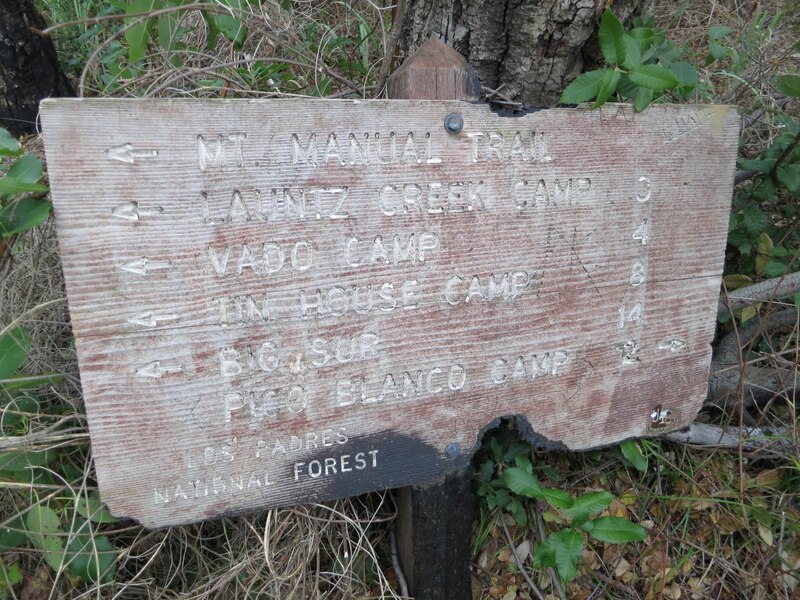 ← MT. MANUAL TRAIL
← LAUNTZ CREEK CAMP 3
← VADO CAMP 4
← TIN HOUSE CAMP 8
← BIG SUR 14
PICO BLANCO CAMP 2 →
LOS PADRES
NATIONAL FOREST